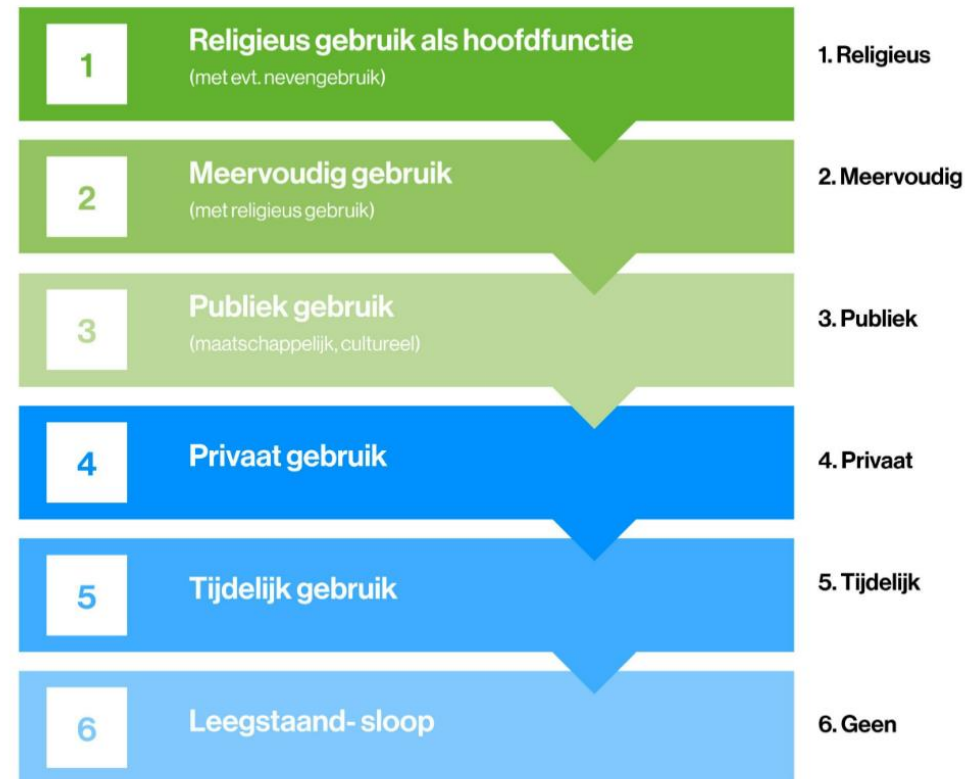 1
Religieus gebruik als hoofdfunctie
(met evt. nevengebruik)
1. Religieus
2
Meervoudig gebruik
(met religieus gebruik)
2. Meervoudig
3
Publiek gebruik
(maatschappelijk, cultureel)
3. Publiek
4
Privaat gebruik
4. Privaat
5
Tijdelijk gebruik
5. Tijdelijk
6
Leegstaand- sloop
6. Geen